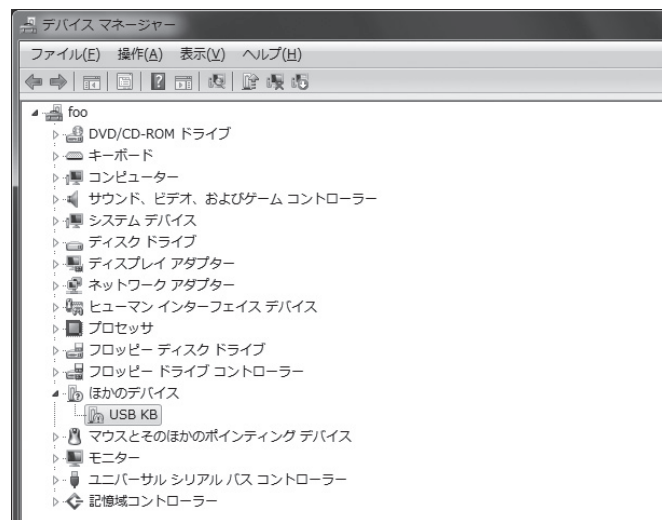 デバイス マネージャー
ファイル(F) 操作(A) 表示(V) ヘルプ(H)
foo
DVD/CD-ROM ドライブ
キーボード
コンピューター
サウンド、ビデオ、およびゲーム コントローラー
システム デバイス
ディスク ドライブ
ディスプレイ アダプター
ネットワーク アダプター
ヒューマン インターフェイス デバイス
プロセッサ
フロッピー ディスク ドライブ
フロッピー ドライブ コントローラー
ほかのデバイス
USB KB
マウスとそのほかのポインティング デバイス
モニター
ユニバーサル シリアル バス コントローラー
記憶域コントローラー